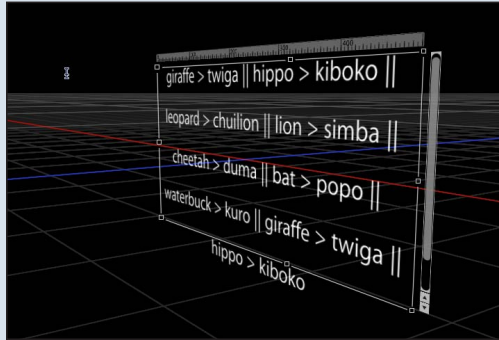 giraffe > twiga || hippo > kiboko ||
leopard > chuilion || lion > simba ||
cheetah > duma || bat > popo ||
waterbuck > kuro || giraffe > twiga ||
hippo > kiboko